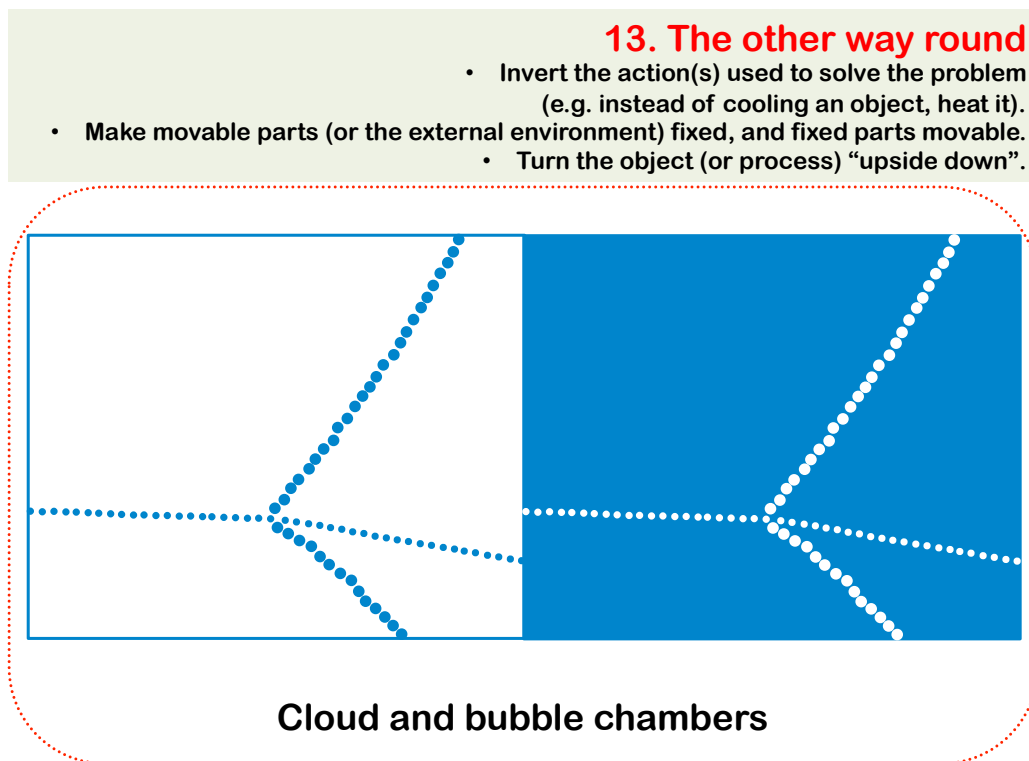 13. The other way round
• Invert the action(s) used to solve the problem
(e.g. instead of cooling an object, heat it).
• Make movable parts (or the external environment) fixed, and fixed parts movable.
• Turn the object (or process) “upside down”.
Cloud and bubble chambers